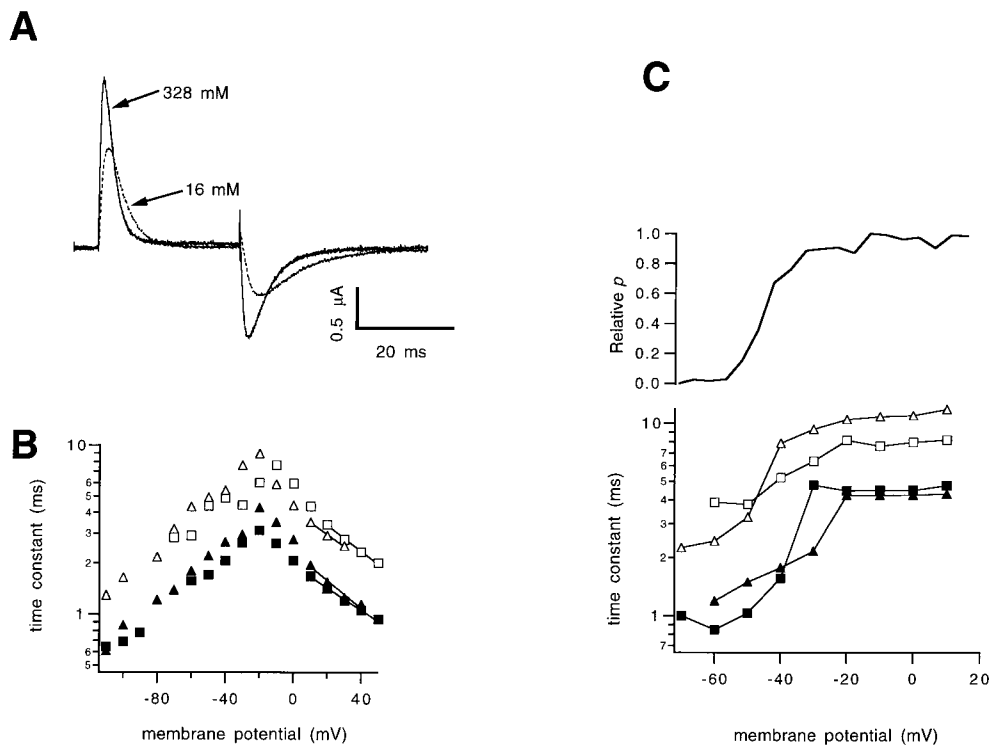 A
328 mM
16 mM
0.5 µA
20 ms
B
time constant (ms)
10
6
5
4
3
2
1
6
5
-80
-40
0
40
membrane potential (mV)
C
Relative p
1.0
0.8
0.6
0.4
0.2
0.0
time constant (ms)
10
7
6
5
4
3
2
1
7
-60
-40
-20
0
20
membrane potential (mV)